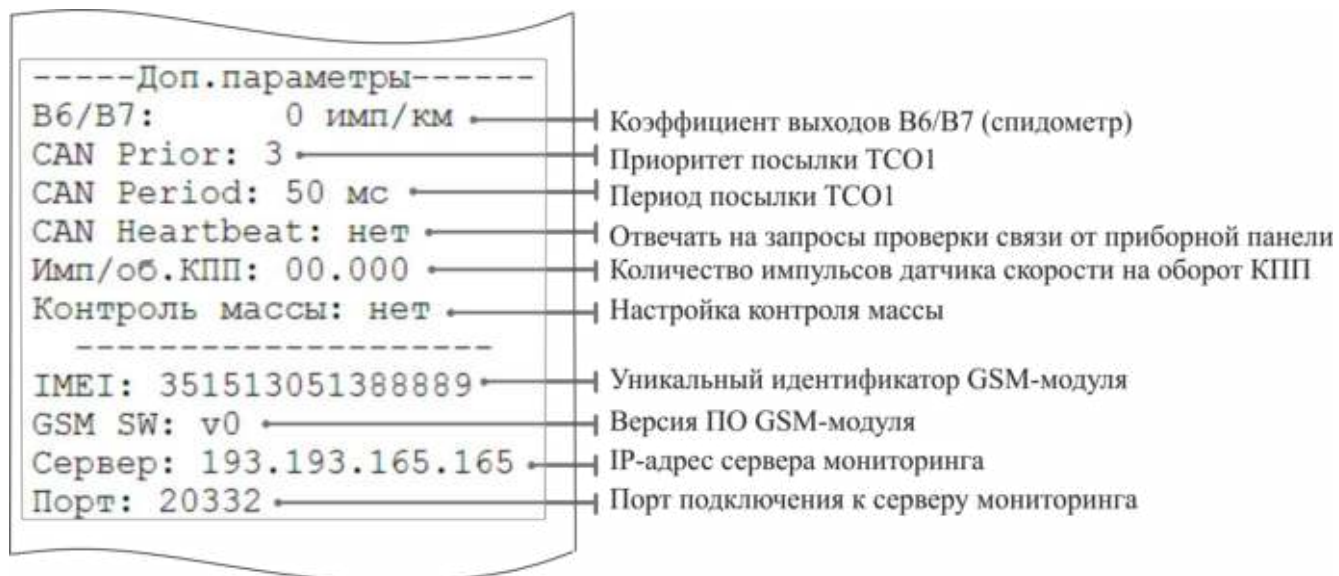 -----Доп.параметры------
B6/B7: 0 имп/км
Коэффициент выходов B6/B7 (спидометр)
CAN Prior: 3
Приоритет посылки TCO1
CAN Period: 50 мс
Период посылки TCO1
CAN Heartbeat: нет
Отвечать на запросы проверки связи от приборной панели
Имп/об.КПП: 00.000
Количество импульсов датчика скорости на оборот КПП
Контроль массы: нет
Настройка контроля массы
---------------------
IMEI: 351513051388889
Уникальный идентификатор GSM-модуля
GSM SW: v0
Версия ПО GSM-модуля
Сервер: 193.193.165.165
IP-адрес сервера мониторинга
Порт: 20332
Порт подключения к серверу мониторинга